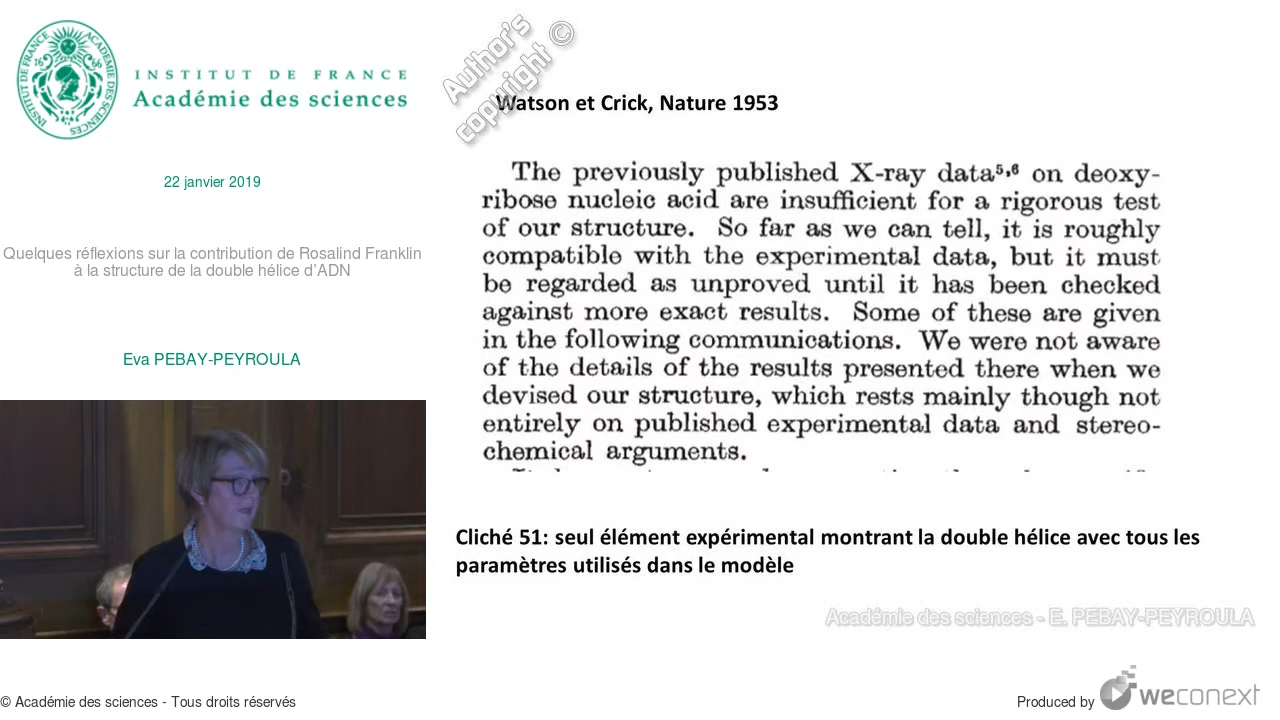 INSTITUT DE FRANCE
Académie des sciences
INSTITUT DE FRANCE ACADEMIE DES SCIENCES
1666
22 janvier 2019
Quelques réflexions sur la contribution de Rosalind Franklin
à la structure de la double hélice d'ADN
Eva PEBAY-PEYROULA
Author's
copyright ©
Watson et Crick, Nature 1953
The previously published X-ray data⁵,⁶ on deoxy-
ribose nucleic acid are insufficient for a rigorous test
of our structure. So far as we can tell, it is roughly
compatible with the experimental data, but it must
be regarded as unproved until it has been checked
against more exact results. Some of these are given
in the following communications. We were not aware
of the details of the results presented there when we
devised our structure, which rests mainly though not
entirely on published experimental data and stereo-
chemical arguments.
Cliché 51: seul élément expérimental montrant la double hélice avec tous les
paramètres utilisés dans le modèle
Académie des sciences - E. PEBAY-PEYROULA
© Académie des sciences - Tous droits réservés
Produced by weconext